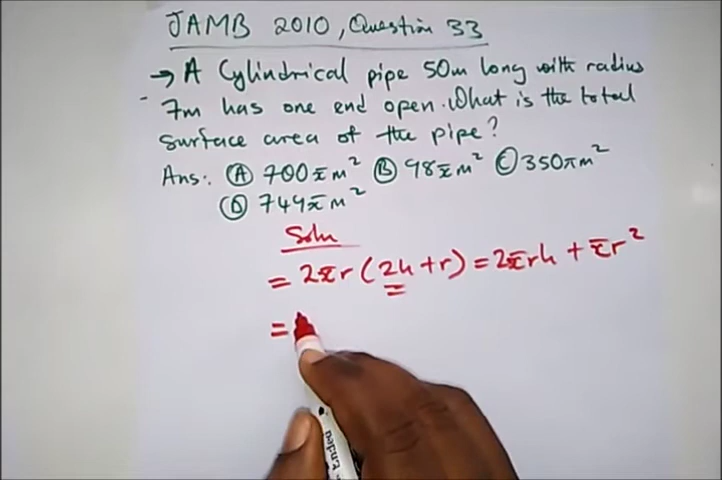 JAMB 2010, Question 33
→ A Cylindrical pipe 50m long with radius
7m has one end open. What is the total
surface area of the pipe?
Ans: Ⓐ 700πm² Ⓑ 98πm² Ⓒ 350πm²
Ⓓ 749πm²
Soln
= 2πr(2h+r) = 2πrh + πr²
=